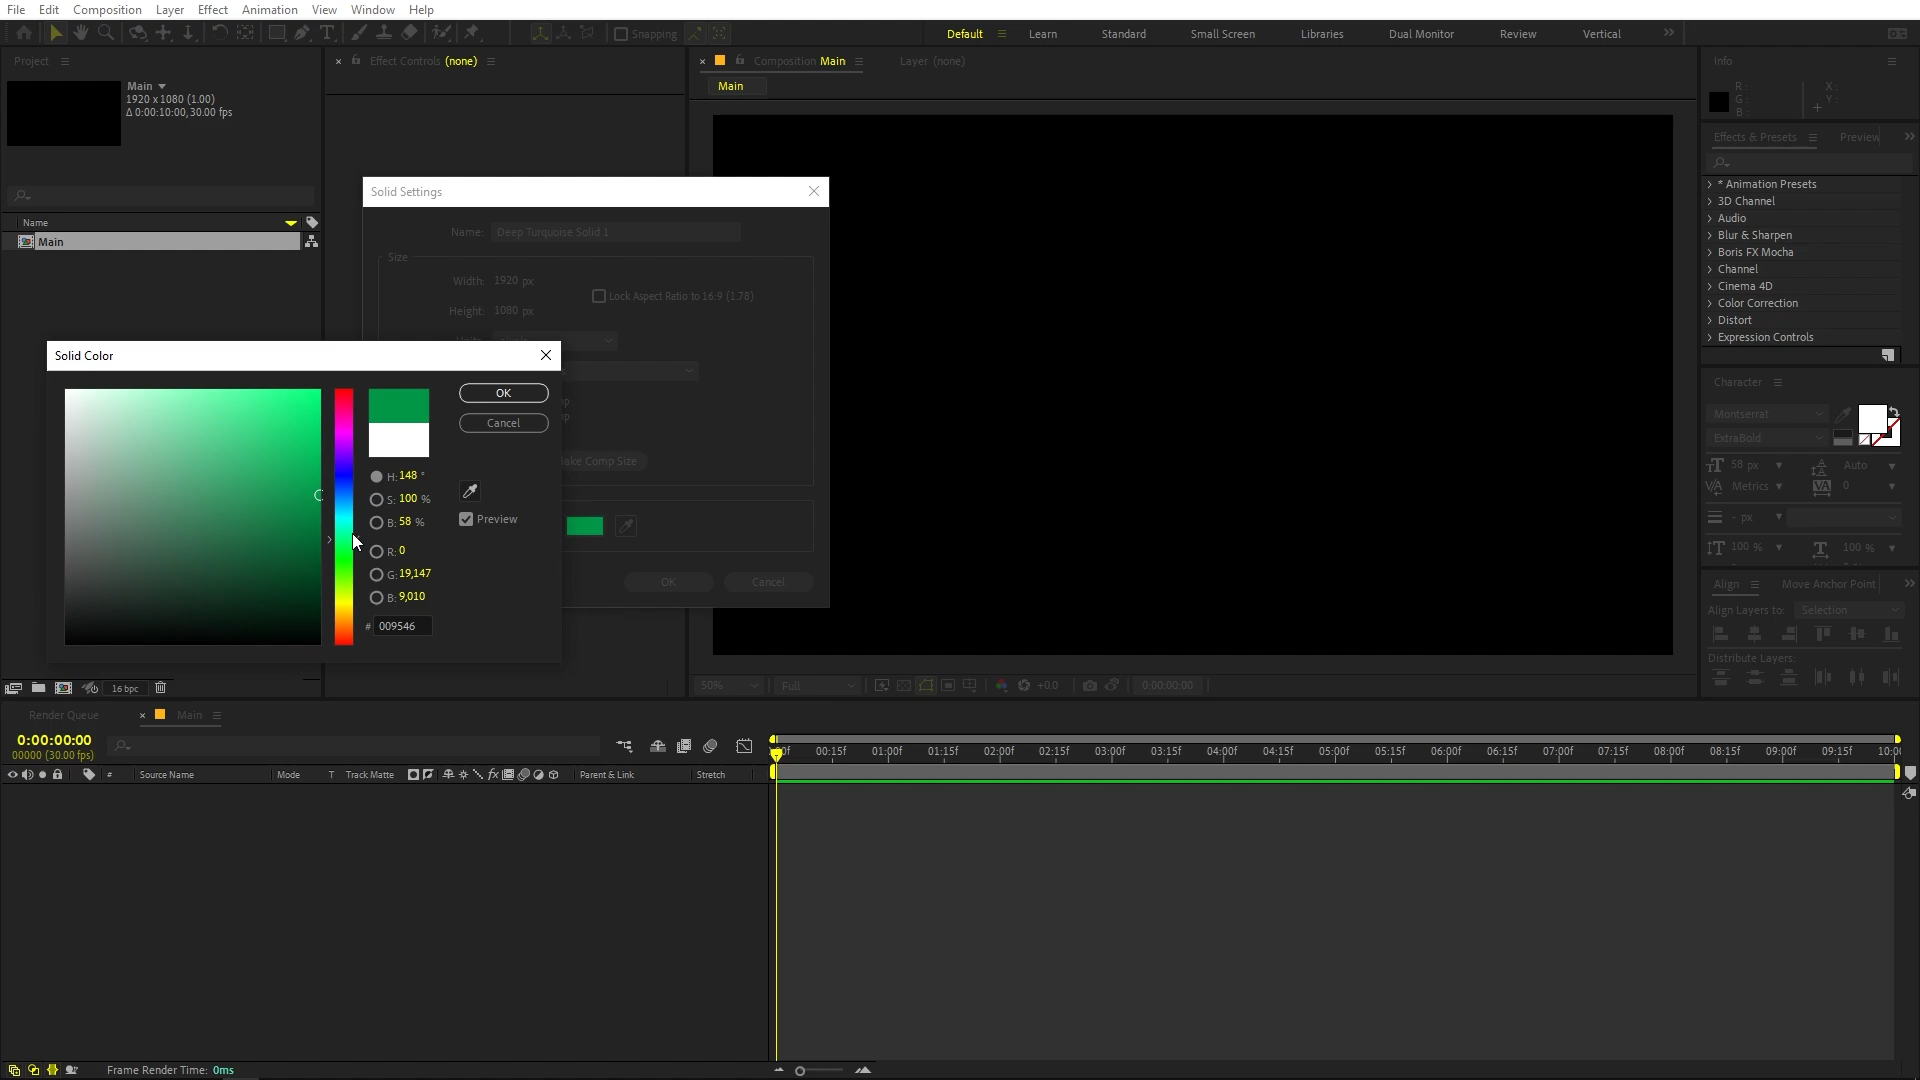 File Edit Composition Layer Effect Animation View Window Help
Snapping
Default Learn Standard Small Screen Libraries Dual Monitor Review Vertical
Project
Main
1920 x 1080 (1.00)
Δ 0:00:10:00, 30.00 fps
Name
Main
16 bpc
Effect Controls (none)
Composition Main
Layer (none)
Main
Solid Settings
Name: Deep Turquoise Solid 1
Size
Width: 1920 px
Height: 1080 px
Lock Aspect Ratio to 16:9 (1.78)
ake Comp Size
OK Cancel
Solid Color
OK
Cancel
H: 148 °
S: 100 %
B: 58 %
Preview
R: 0
G: 19,147
B: 9,010
# 009546
50% Full +0.0 0:00:00:00
Info
R:
G:
B:
X:
Y:
Effects & Presets Preview
* Animation Presets
3D Channel
Audio
Blur & Sharpen
Boris FX Mocha
Channel
Cinema 4D
Color Correction
Distort
Expression Controls
Character
Montserrat
ExtraBold
58 px Auto
Metrics 0
- px
100 % 100 %
Align Move Anchor Point
Align Layers to: Selection
Distribute Layers:
Render Queue Main
0:00:00:00
00000 (30.00 fps)
# Source Name Mode T Track Matte Parent & Link Stretch
00f 00:15f 01:00f 01:15f 02:00f 02:15f 03:00f 03:15f 04:00f 04:15f 05:00f 05:15f 06:00f 06:15f 07:00f 07:15f 08:00f 08:15f 09:00f 09:15f 10:0
Frame Render Time: 0ms